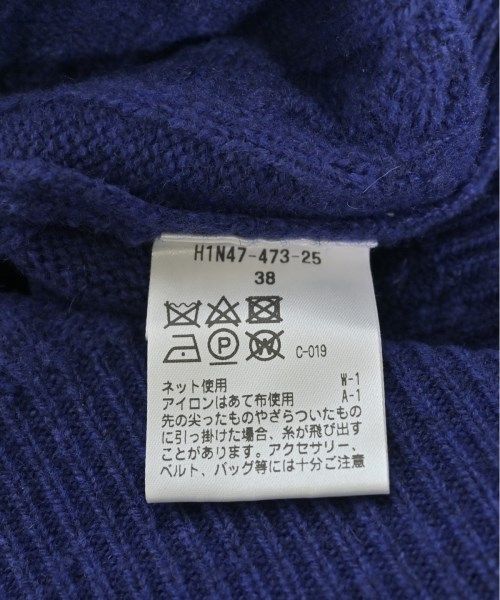 H1N47-473-25
38
P W C-019
ネット使用 W-1
アイロンはあて布使用 A-1
先の尖ったものやざらついたもの
に引っ掛けた場合、糸が飛び出す
ことがあります。アクセサリー、
ベルト、バッグ等には十分ご注意